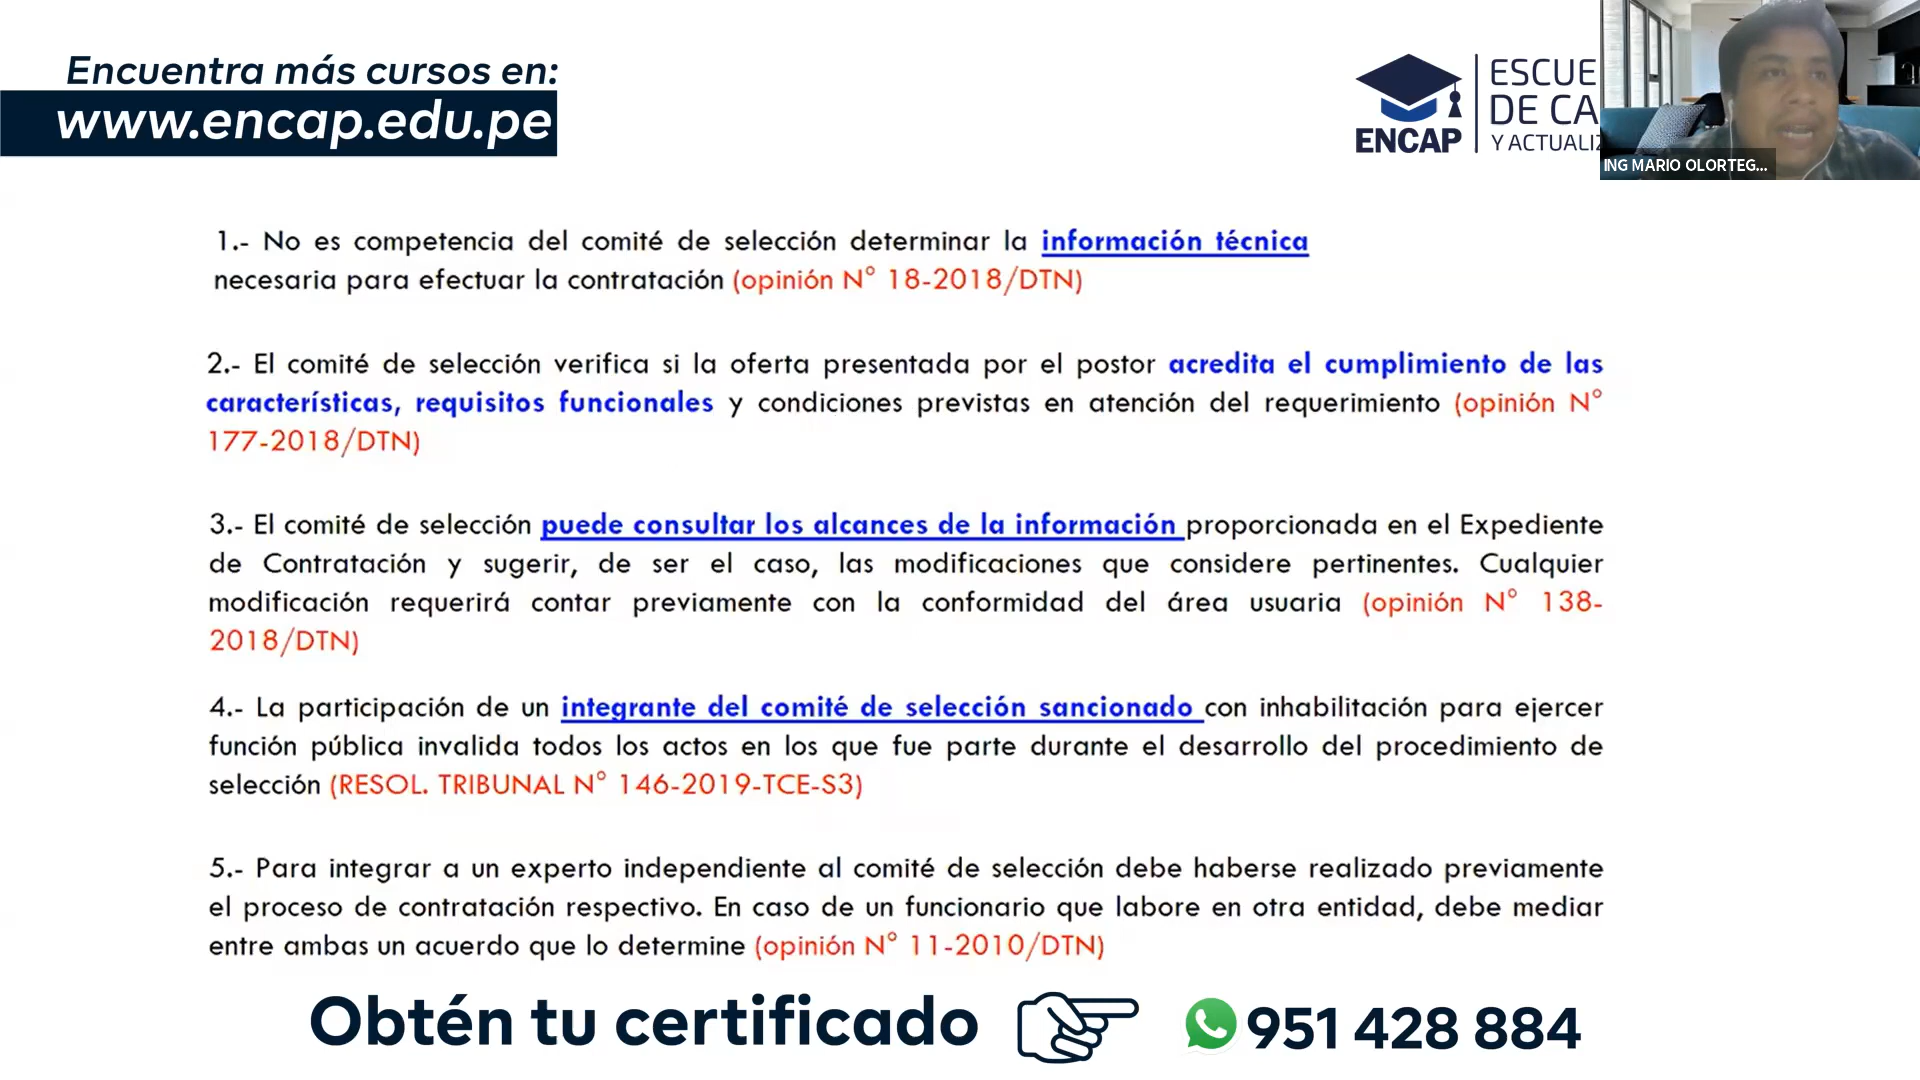 Encuentra más cursos en:
www.encap.edu.pe
ENCAP
ESCUE
DE CA
Y ACTUALIZ
ING MARIO OLORTEG...
1.- No es competencia del comité de selección determinar la información técnica
necesaria para efectuar la contratación (opinión N° 18-2018/DTN)
2.- El comité de selección verifica si la oferta presentada por el postor acredita el cumplimiento de las
características, requisitos funcionales y condiciones previstas en atención del requerimiento (opinión N°
177-2018/DTN)
3.- El comité de selección puede consultar los alcances de la información proporcionada en el Expediente
de Contratación y sugerir, de ser el caso, las modificaciones que considere pertinentes. Cualquier
modificación requerirá contar previamente con la conformidad del área usuaria (opinión N° 138-
2018/DTN)
4.- La participación de un integrante del comité de selección sancionado con inhabilitación para ejercer
función pública invalida todos los actos en los que fue parte durante el desarrollo del procedimiento de
selección (RESOL. TRIBUNAL N° 146-2019-TCE-S3)
5.- Para integrar a un experto independiente al comité de selección debe haberse realizado previamente
el proceso de contratación respectivo. En caso de un funcionario que labore en otra entidad, debe mediar
entre ambas un acuerdo que lo determine (opinión N° 11-2010/DTN)
Obtén tu certificado
951 428 884